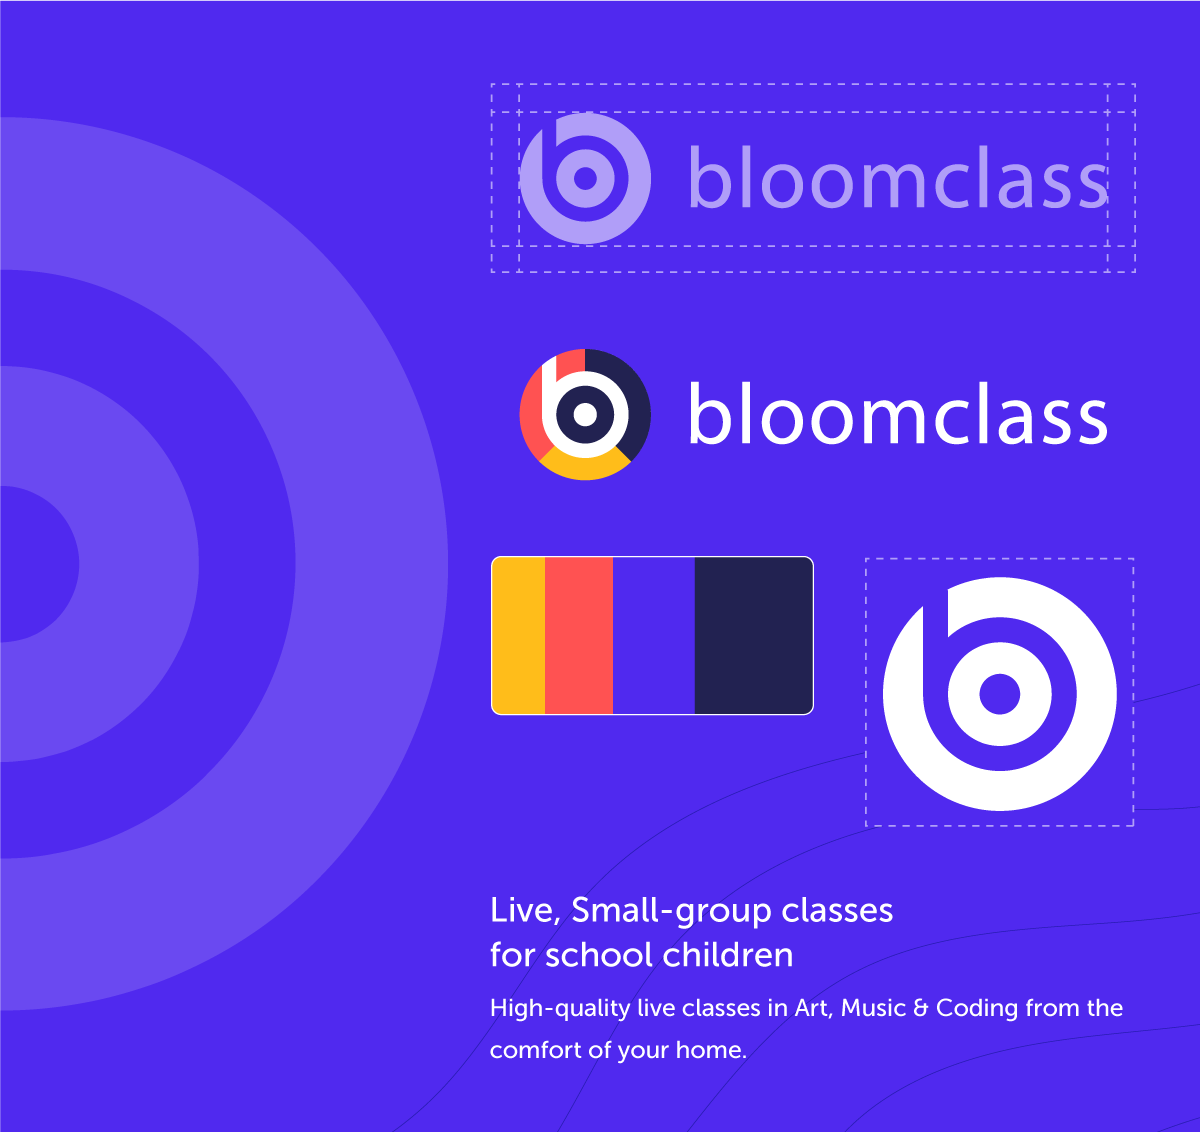 bloomclass
bloomclass
Live, Small-group classes
for school children
High-quality live classes in Art, Music & Coding from the
comfort of your home.